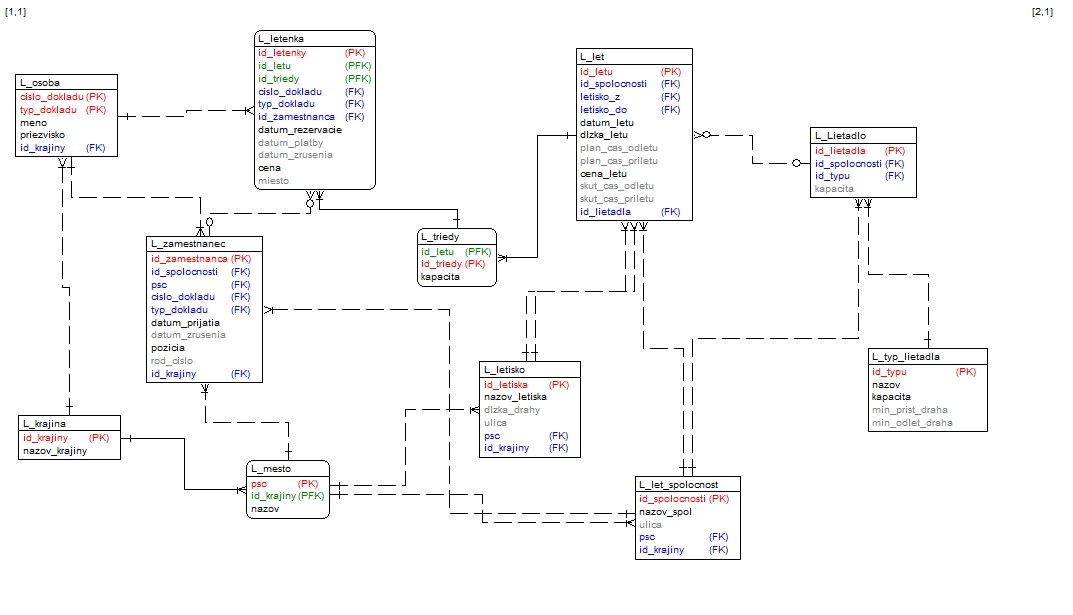 [1,1]
[2,1]
L_letenka
id_letenky (PK)
id_letu (PFK)
id_triedy (PFK)
cislo_dokladu (FK)
typ_dokladu (FK)
id_zamestnanca (FK)
datum_rezervacie
datum_platby
datum_zrusenia
cena
miesto
L_osoba
cislo_dokladu (PK)
typ_dokladu (PK)
meno
priezvisko
id_krajiny (FK)
L_let
id_letu (PK)
id_spolocnosti (FK)
letisko_z (FK)
letisko_do (FK)
datum_letu
dlzka_letu
plan_cas_odletu
plan_cas_priletu
cena_letu
skut_cas_odletu
skut_cas_priletu
id_lietadla (FK)
L_Lietadlo
id_lietadla (PK)
id_spolocnosti (FK)
id_typu (FK)
kapacita
L_triedy
id_letu (PFK)
id_triedy (PK)
kapacita
L_zamestnanec
id_zamestnanca (PK)
id_spolocnosti (FK)
psc (FK)
cislo_dokladu (FK)
typ_dokladu (FK)
datum_prijatia
datum_zrusenia
pozicia
rod_cislo
id_krajiny (FK)
L_typ_lietadla
id_typu (PK)
nazov
kapacita
min_prist_draha
min_odlet_draha
L_letisko
id_letiska (PK)
nazov_letiska
dlzka_drahy
ulica
psc (FK)
id_krajiny (FK)
L_krajina
id_krajiny (PK)
nazov_krajiny
L_mesto
psc (PK)
id_krajiny (PFK)
nazov
L_let_spolocnost
id_spolocnosti (PK)
nazov_spol
ulica
psc (FK)
id_krajiny (FK)